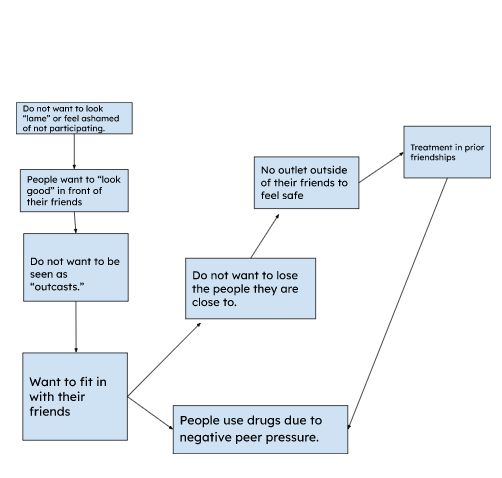 Do not want to look
“lame” or feel ashamed
of not participating.
People want to “look
good” in front of
their friends
Do not want to be
seen as
“outcasts.”
Want to fit in
with their
friends
Do not want to lose
the people they are
close to.
No outlet outside
of their friends to
feel safe
Treatment in prior
friendships
People use drugs due to
negative peer pressure.